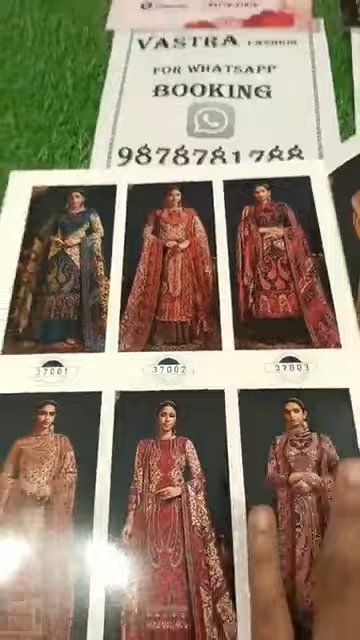 VASTRA FASHION
FOR WHATSAPP
BOOKING
9878781788
37001 37002 37003